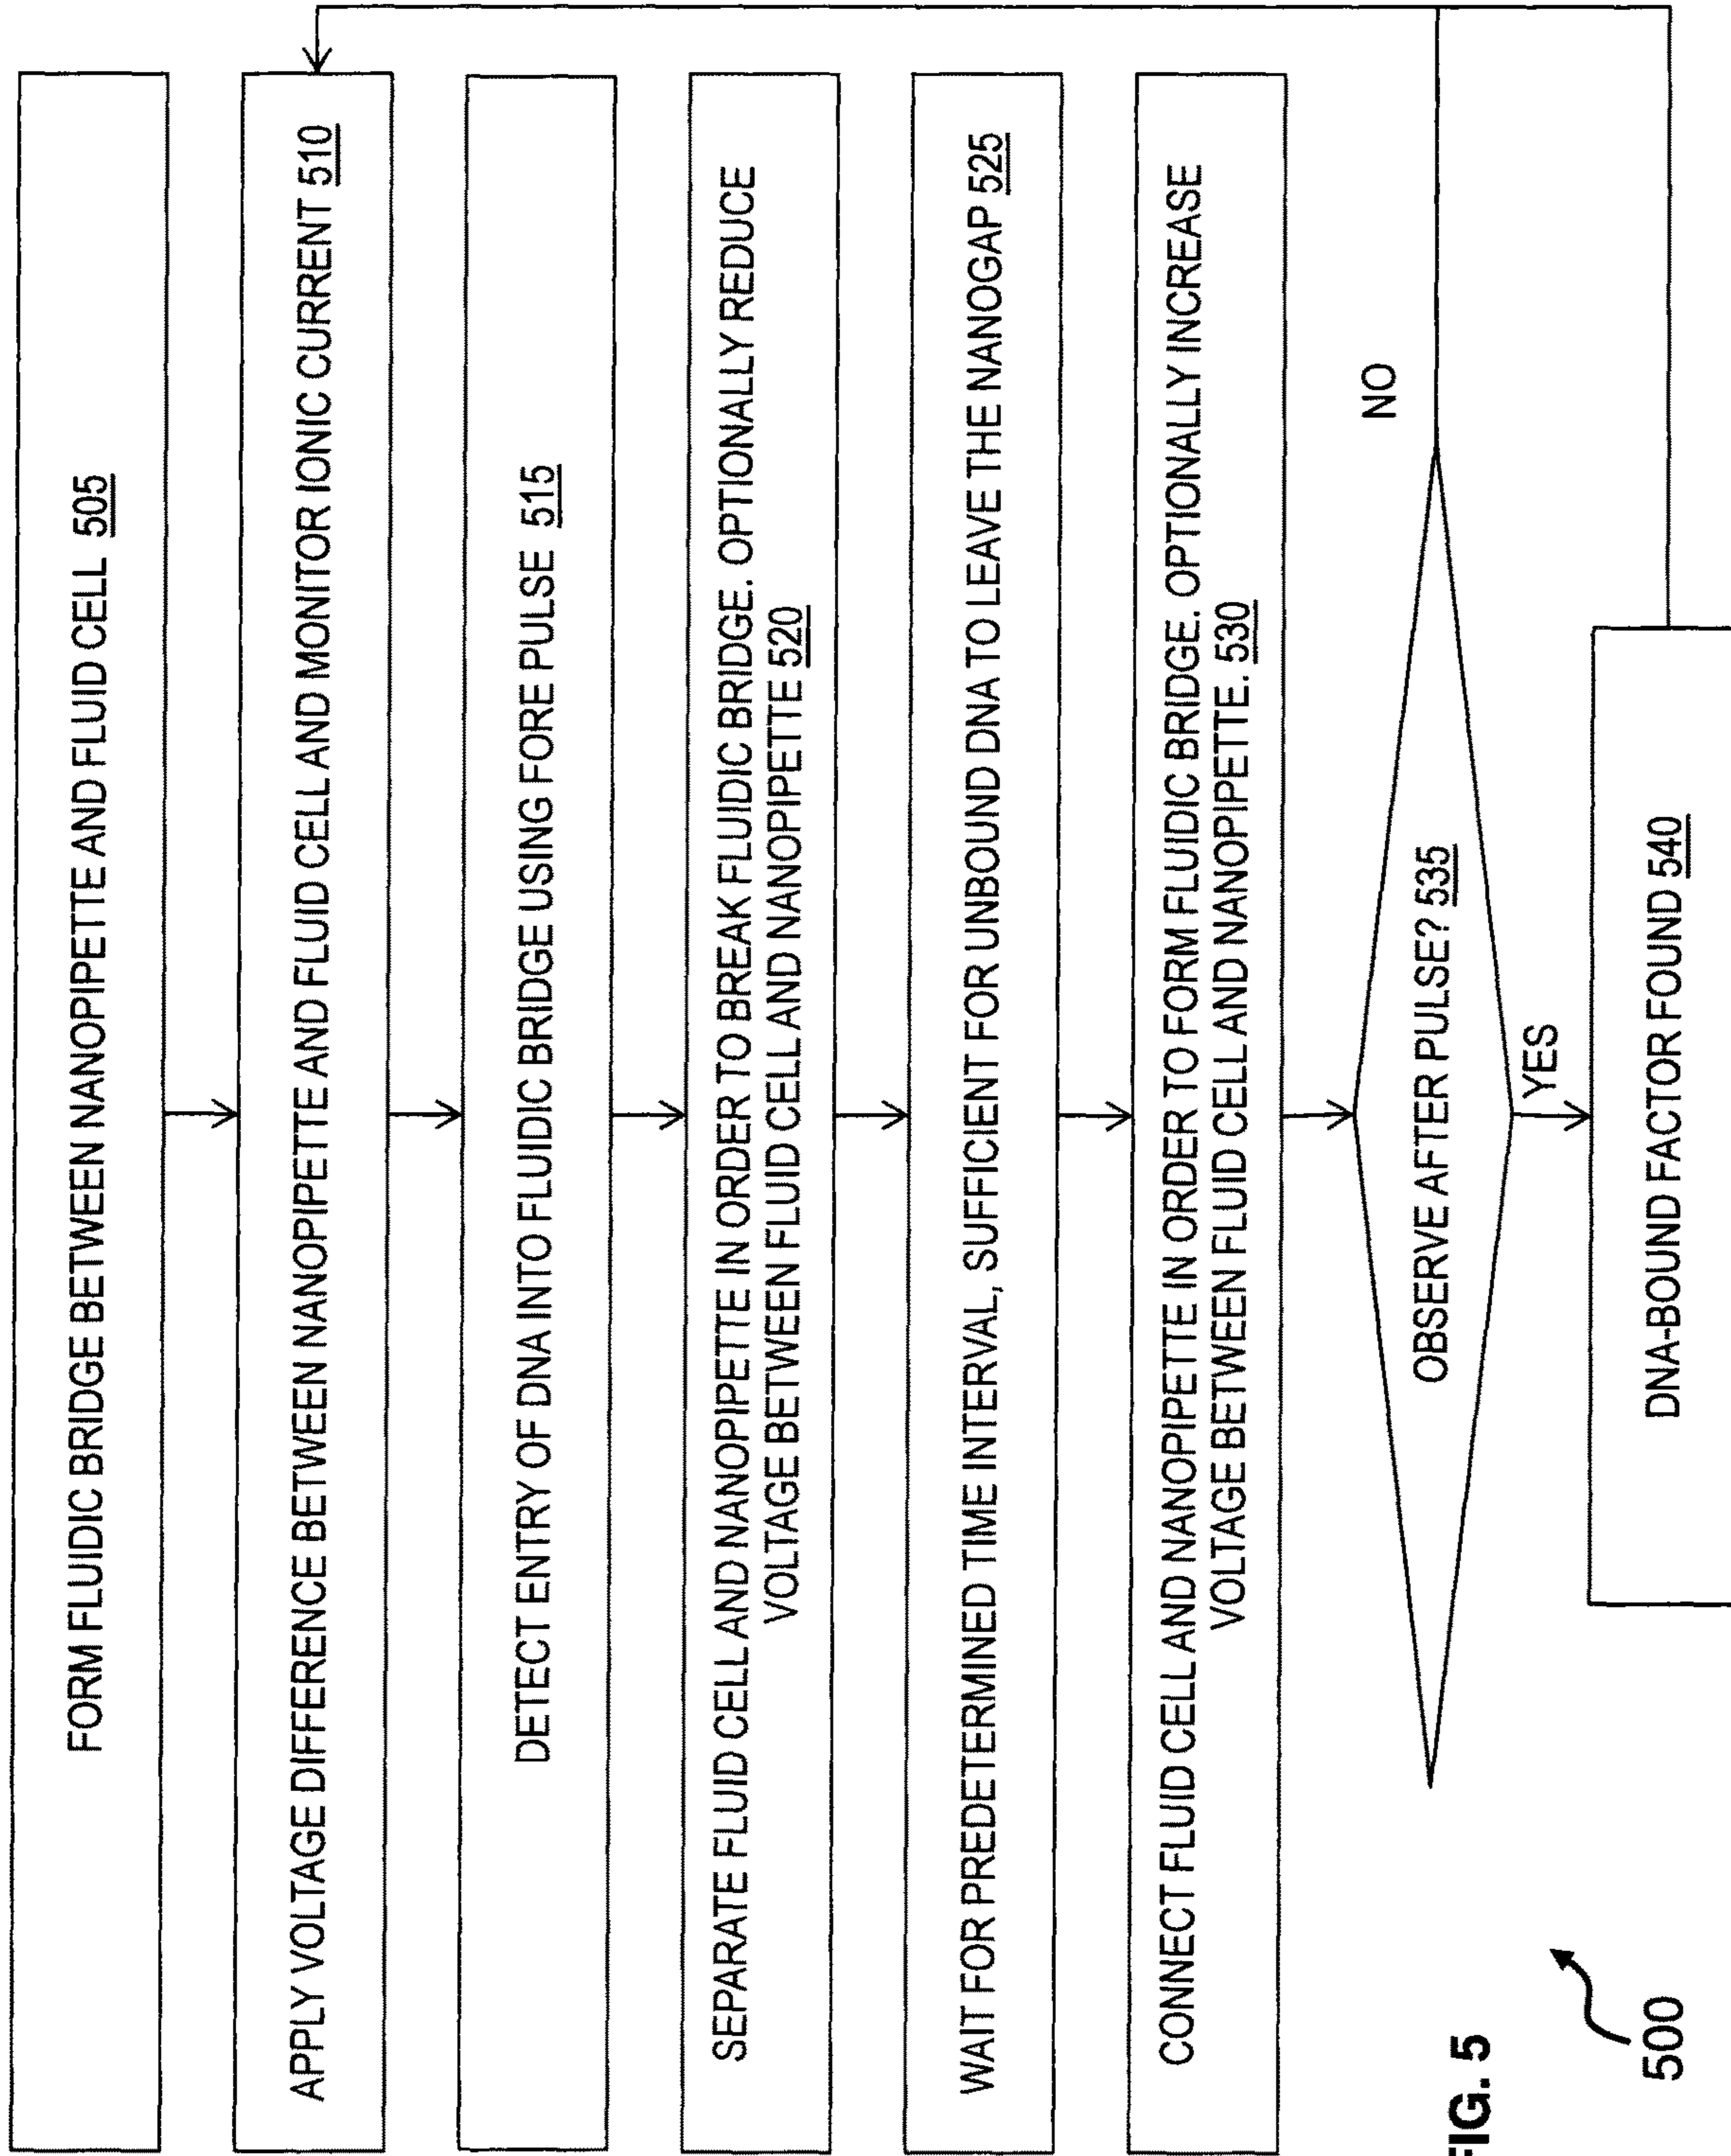 FORM FLUIDIC BRIDGE BETWEEN NANOPIPETTE AND FLUID CELL 505
APPLY VOLTAGE DIFFERENCE BETWEEN NANOPIPETTE AND FLUID CELL AND MONITOR IONIC CURRENT 510
DETECT ENTRY OF DNA INTO FLUIDIC BRIDGE USING FORE PULSE 515
SEPARATE FLUID CELL AND NANOPIPETTE IN ORDER TO BREAK FLUIDIC BRIDGE. OPTIONALLY REDUCE
VOLTAGE BETWEEN FLUID CELL AND NANOPIPETTE 520
WAIT FOR PREDETERMINED TIME INTERVAL, SUFFICIENT FOR UNBOUND DNA TO LEAVE THE NANOGAP 525
CONNECT FLUID CELL AND NANOPIPETTE IN ORDER TO FORM FLUIDIC BRIDGE. OPTIONALLY INCREASE
VOLTAGE BETWEEN FLUID CELL AND NANOPIPETTE. 530
OBSERVE AFTER PULSE? 535
NO
YES
DNA-BOUND FACTOR FOUND 540
FIG. 5
500